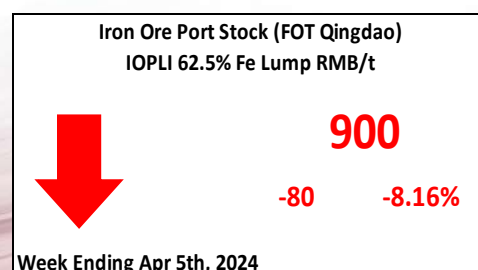 Iron Ore Port Stock (FOT Qingdao)
IOPLI 62.5% Fe Lump RMB/t
900
-80 -8.16%
Week Ending Apr 5th, 2024